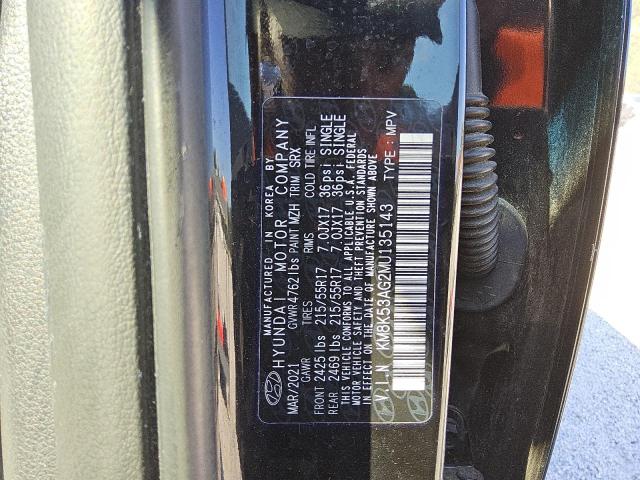 MANUFACTURED IN KOREA BY
HYUNDAI MOTOR COMPANY
MAR/2021 GVWR 4762 lbs PAINT MZH TRIM SRX
GAWR TIRES RIMS COLD TIRE INFL
FRONT 2425 lbs 215/55R17 7.0JX17 36psi SINGLE
REAR 2469 lbs 215/55R17 7.0JX17 36psi SINGLE
THIS VEHICLE CONFORMS TO ALL APPLICABLE U.S.A. FEDERAL
MOTOR VEHICLE SAFETY AND THEFT PREVENTION STANDARDS
IN EFFECT ON THE DATE OF MANUFACTURE SHOWN ABOVE
V.I.N KM8K53AG2MU135143 TYPE : MPV